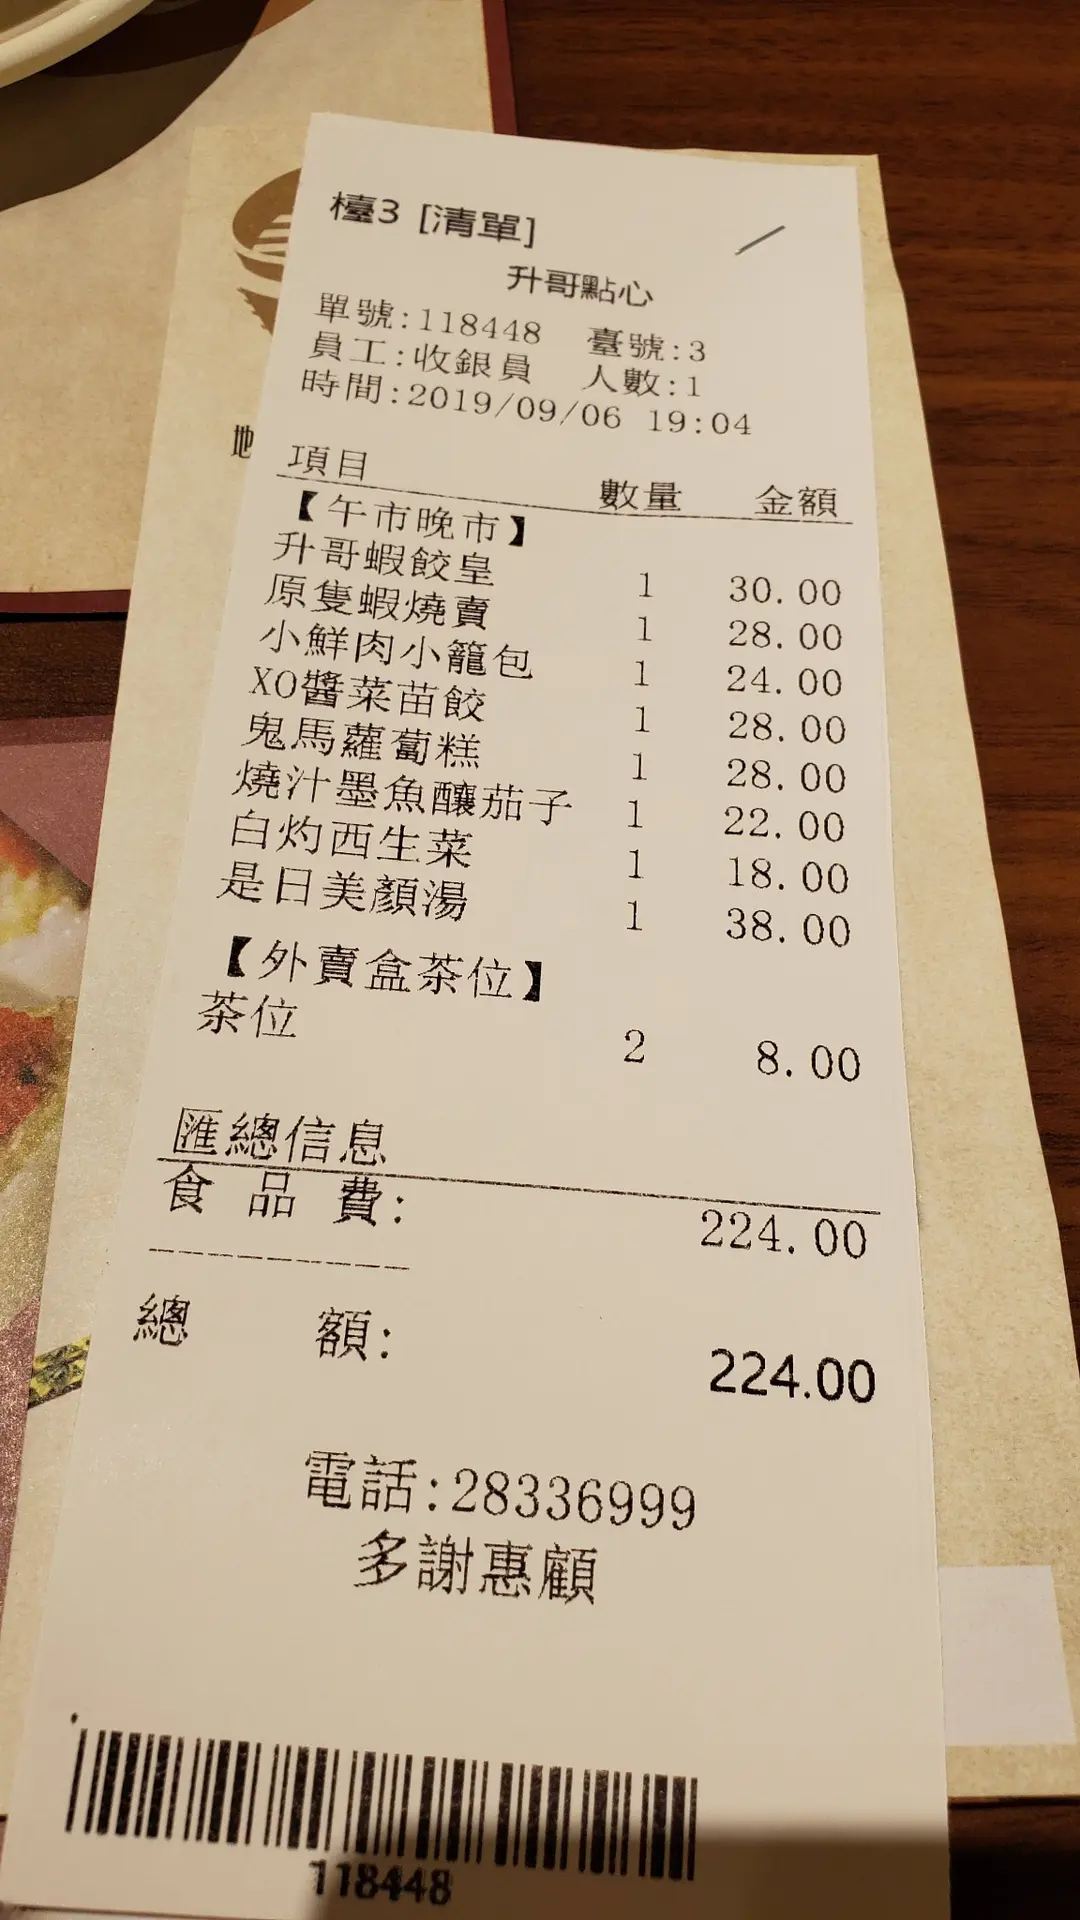 地
檯3 [清單]
升哥點心
單號:118448 臺號:3
員工:收銀員 人數:1
時間:2019/09/06 19:04
項目 數量 金額
【午市晚市】
升哥蝦餃皇 1 30.00
原隻蝦燒賣 1 28.00
小鮮肉小籠包 1 24.00
XO醬菜苗餃 1 28.00
鬼馬蘿蔔糕 1 28.00
燒汁墨魚釀茄子 1 22.00
白灼西生菜 1 18.00
是日美顏湯 1 38.00
【外賣盒茶位】
茶位 2 8.00
匯總信息
食 品 費: 224.00
總 額: 224.00
電話:28336999
多謝惠顧
118448